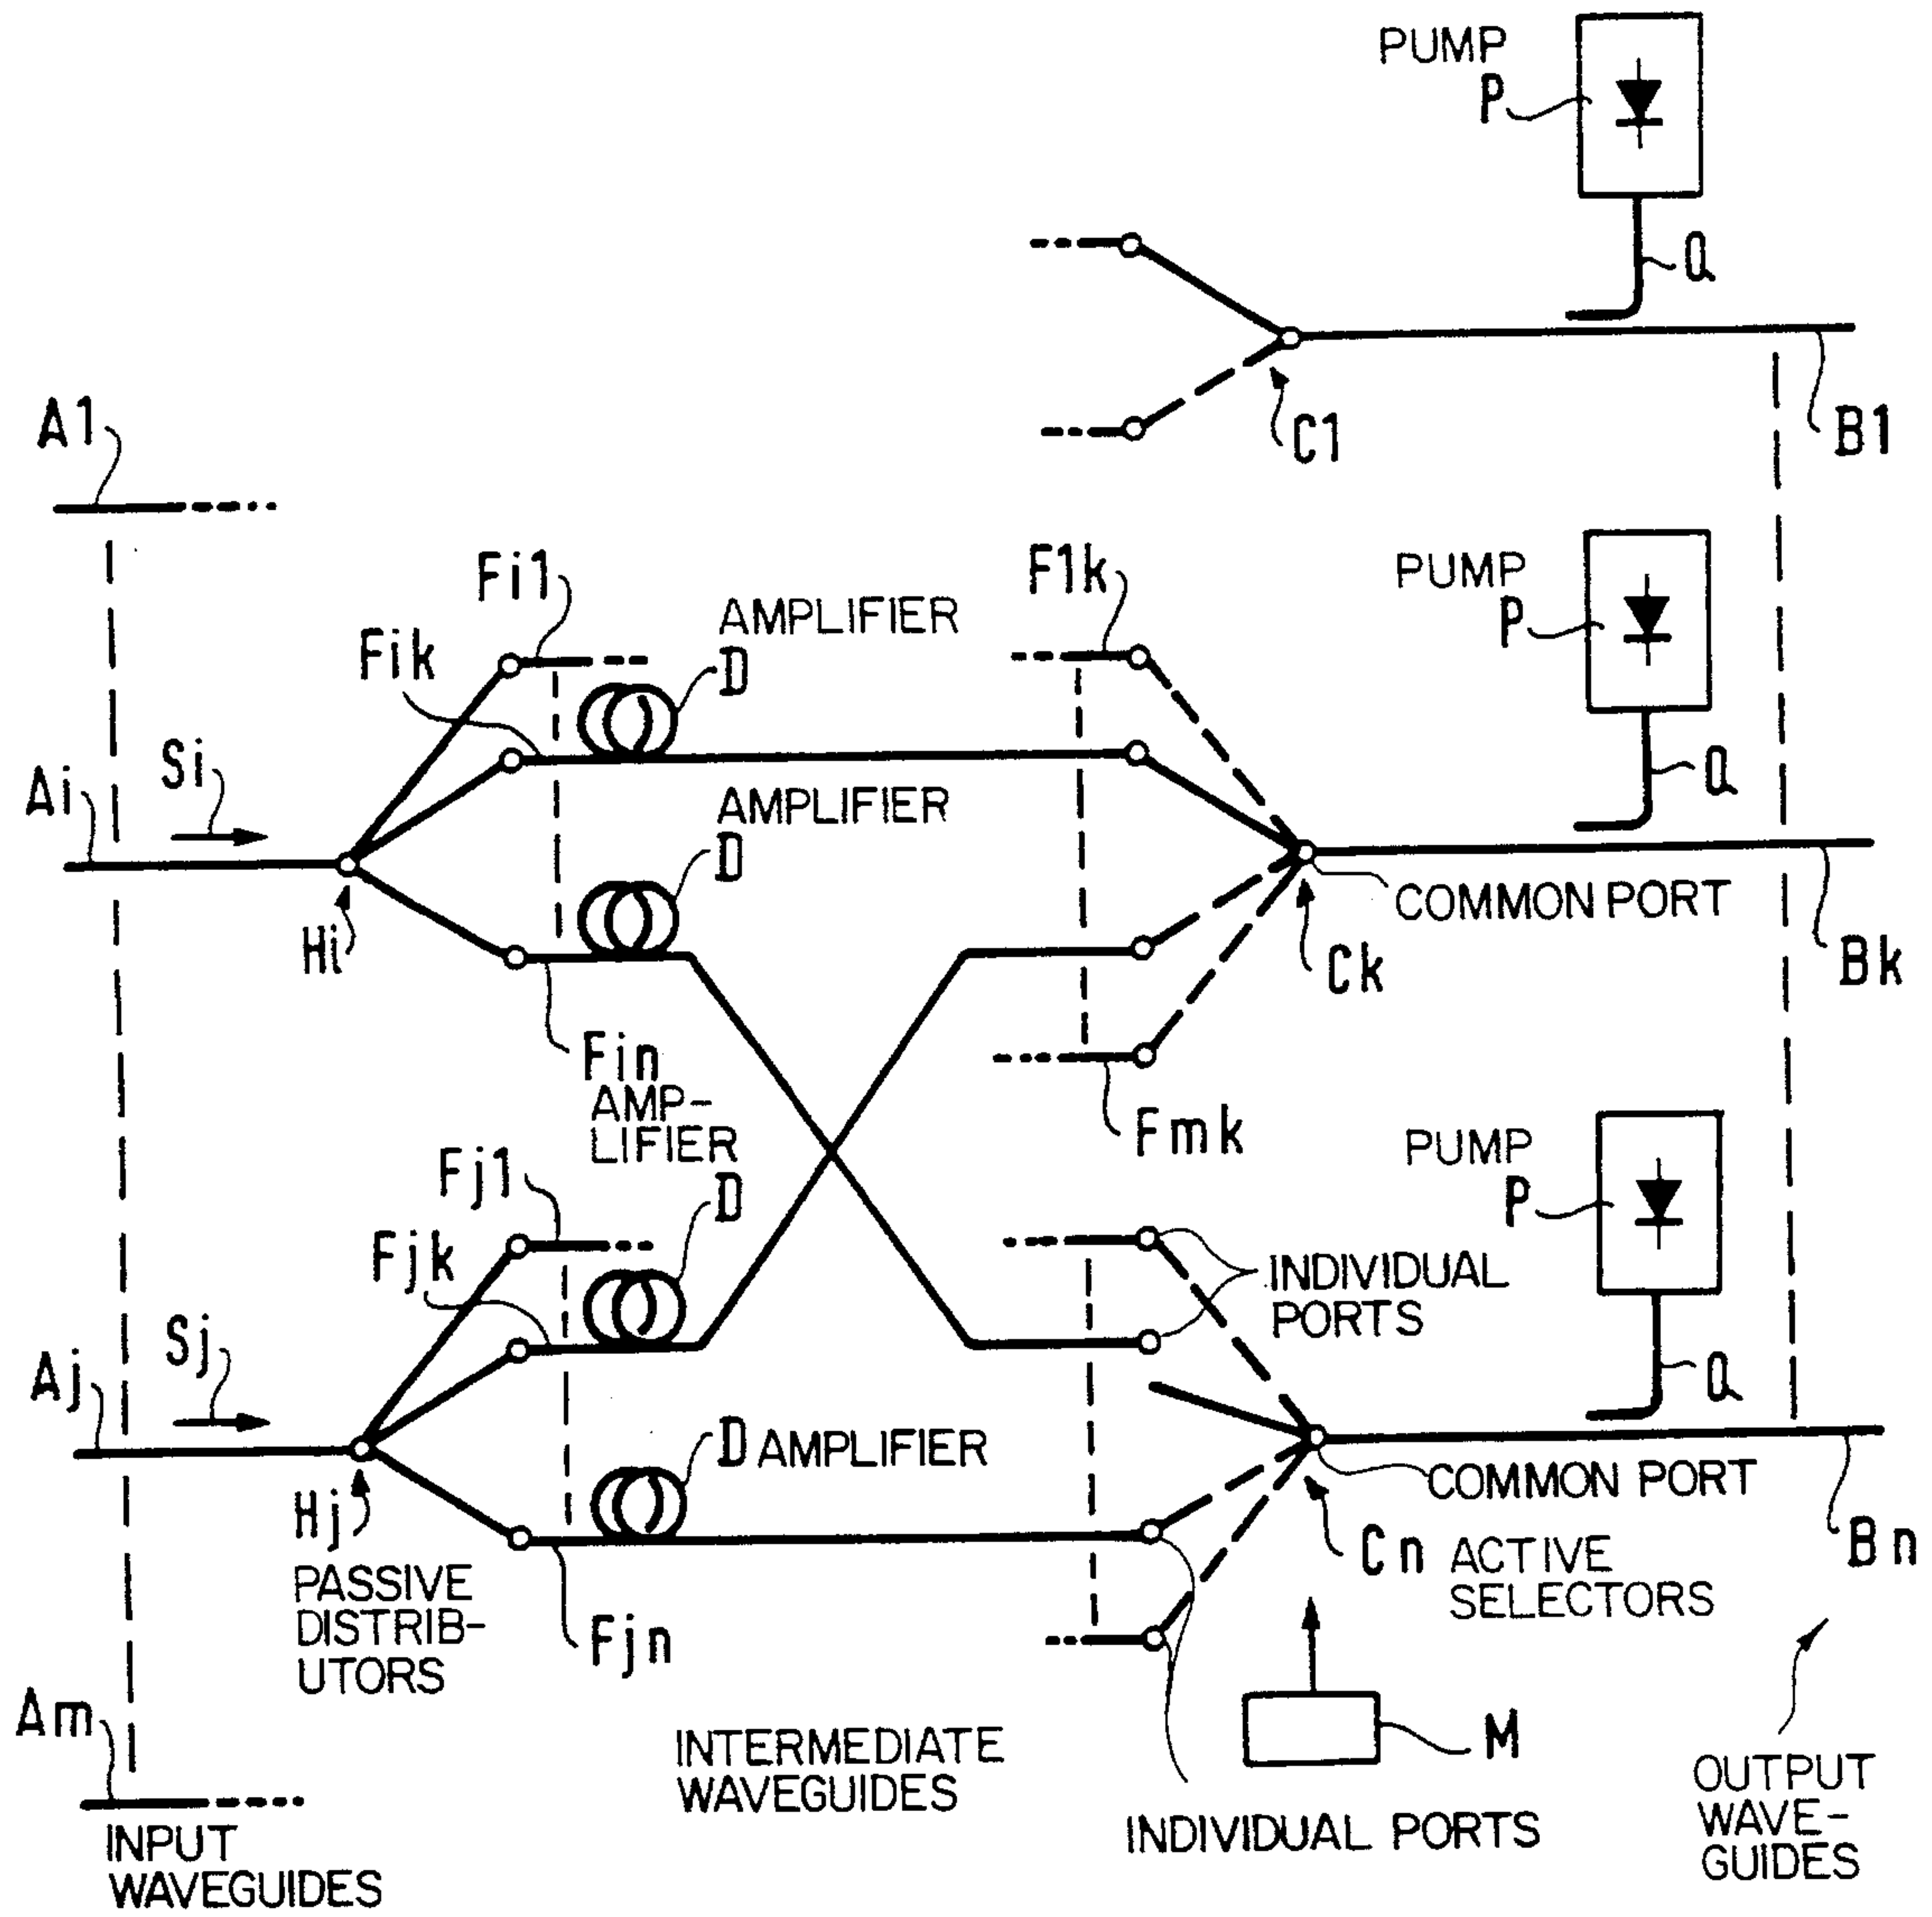 PUMP
P
Q
A1
C1
B1
Fi1
F1k
PUMP
AMPLIFIER
P
Fik
D
Si
Q
Ai
AMPLIFIER
D
COMMON PORT
Hi
Ck
Bk
Fin
AMP-
LIFIER
Fmk
PUMP
Fj1
D
P
Fjk
INDIVIDUAL
PORTS
Sj
Aj
Q
D AMPLIFIER
COMMON PORT
Hj
Cn ACTIVE
SELECTORS
Bn
PASSIVE
DISTRIB-
UTORS
Fjn
Am
M
INTERMEDIATE
WAVEGUIDES
OUTPUT
WAVE-
GUIDES
INDIVIDUAL PORTS
INPUT
WAVEGUIDES